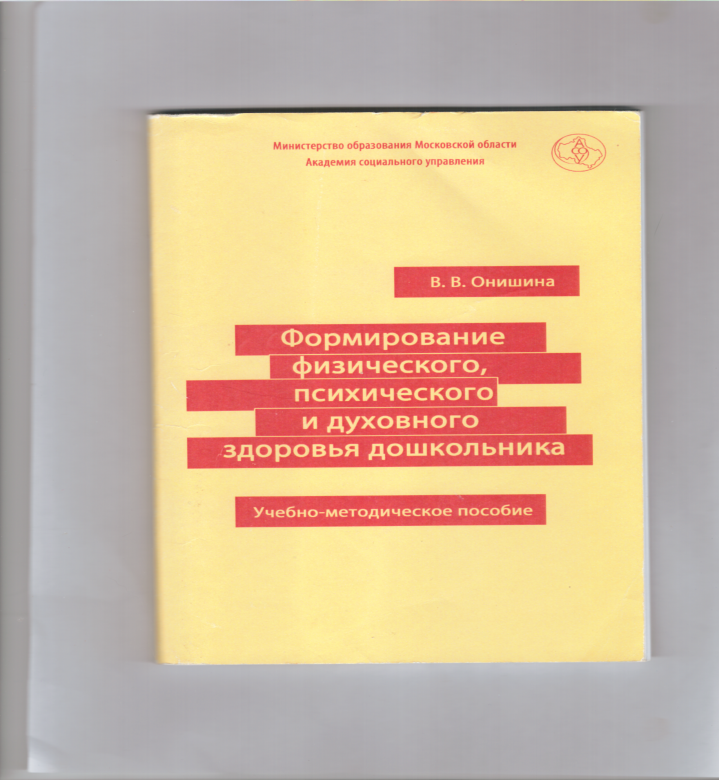 Министерство образования Московской области
Академия социального управления
В. В. Онишина
Формирование
физического,
психического
и духовного
здоровья дошкольника
Учебно-методическое пособие